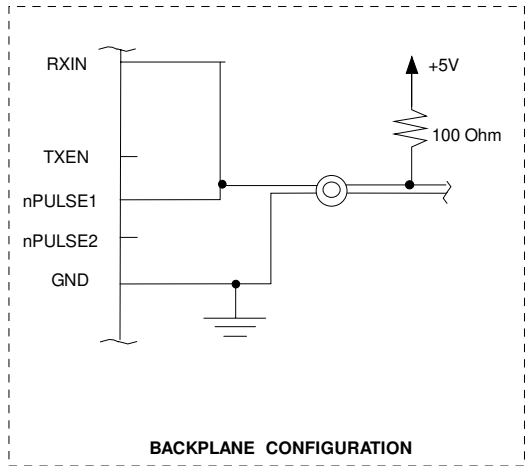 RXIN
+5V
100 Ohm
TXEN
nPULSE1
nPULSE2
GND
BACKPLANE CONFIGURATION